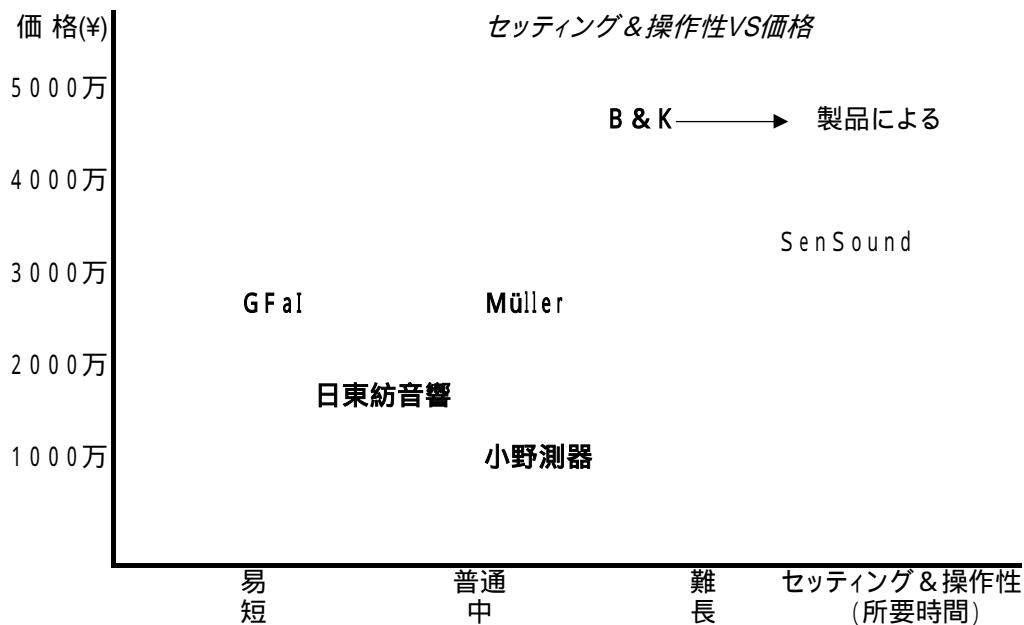 価 格(¥)
セッティング＆操作性VS価格
５０００万
Ｂ＆Ｋ
製品による
４０００万
SenSound
３０００万
GFaI
Müller
２０００万
日東紡音響
１０００万
小野測器
易
普通
難
セッティング＆操作性
短
中
長
(所要時間)